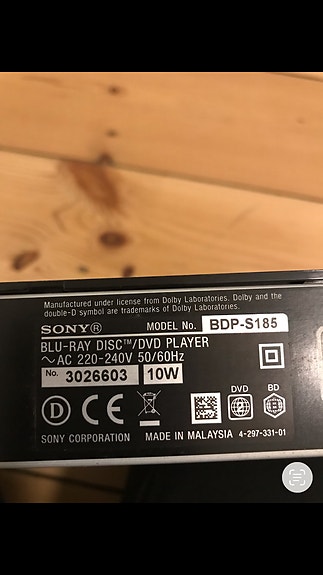 Manufactured under license from Dolby Laboratories. Dolby and the
double-D symbol are trademarks of Dolby Laboratories.
SONY® MODEL No. BDP-S185
BLU-RAY DISC™/DVD PLAYER
～AC 220-240V 50/60Hz
No. 3026603 10W
D CE DVD BD
SONY CORPORATION MADE IN MALAYSIA 4-297-331-01